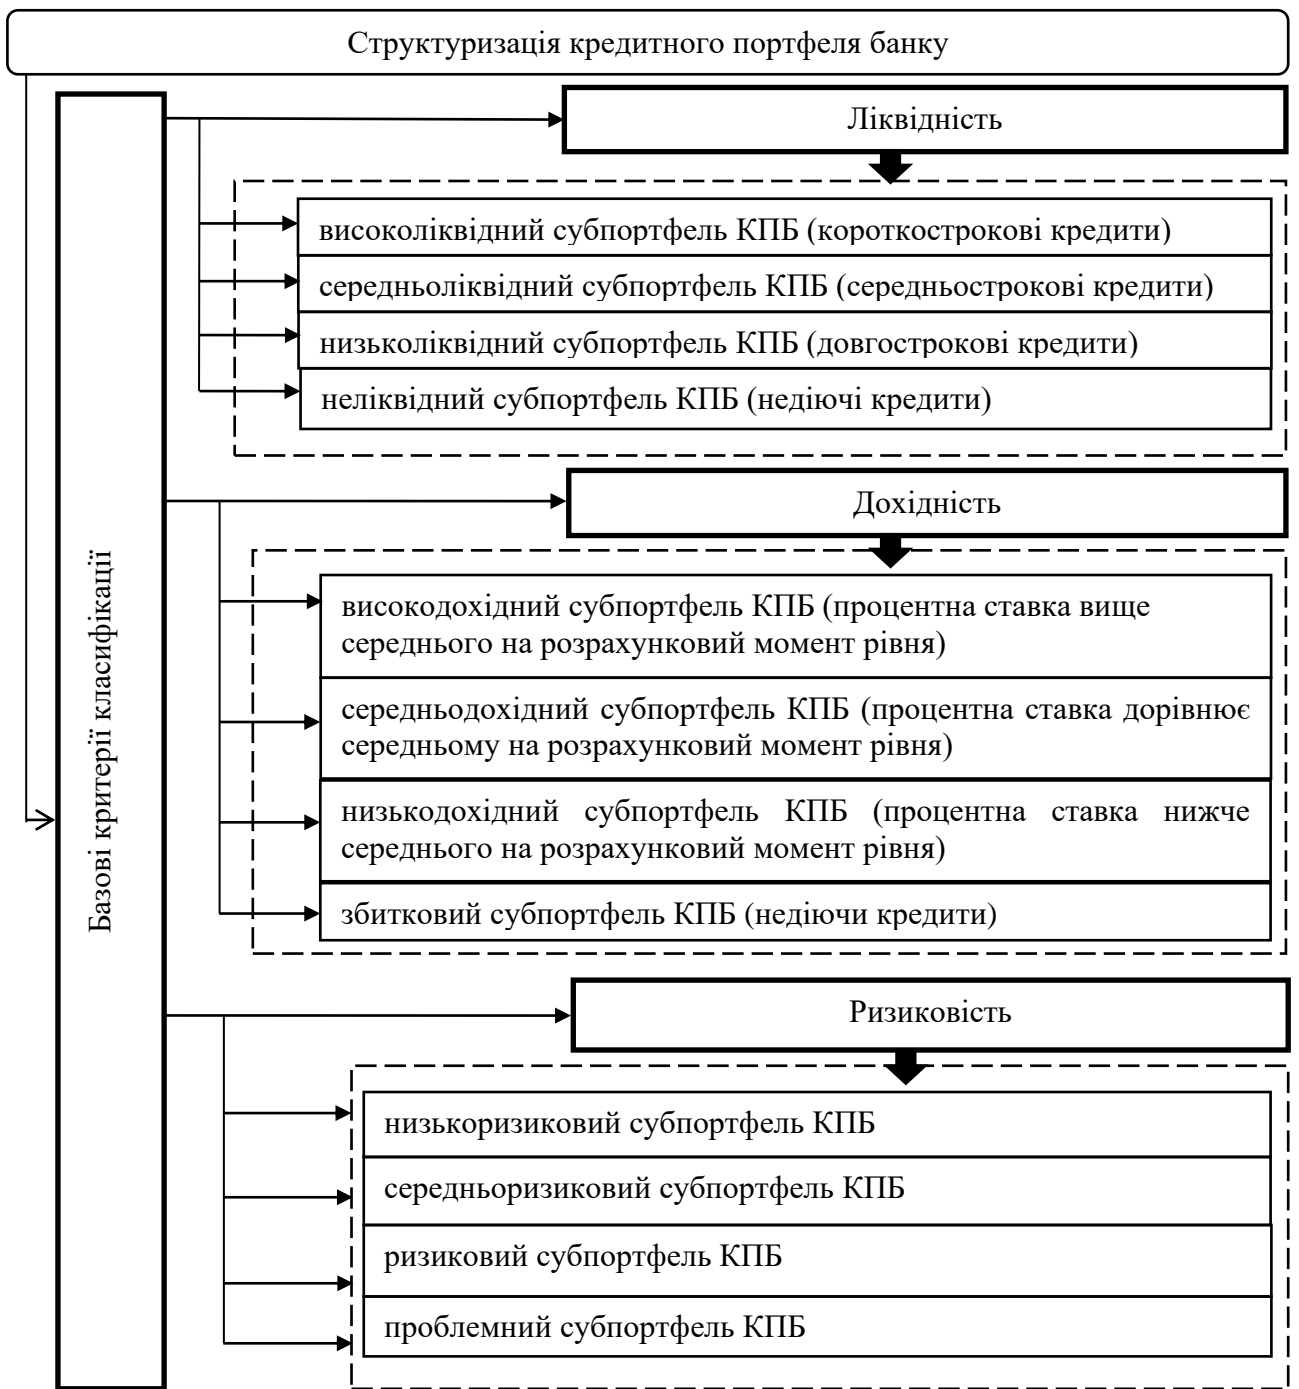 Структуризація кредитного портфеля банку
Базові критерії класифікації
Ліквідність
високоліквідний субпортфель КПБ (короткострокові кредити)
середньоліквідний субпортфель КПБ (середньострокові кредити)
низьколіквідний субпортфель КПБ (довгострокові кредити)
неліквідний субпортфель КПБ (недіючі кредити)
Дохідність
високодохідний субпортфель КПБ (процентна ставка вище
середнього на розрахунковий момент рівня)
середньодохідний субпортфель КПБ (процентна ставка дорівнює
середньому на розрахунковий момент рівня)
низькодохідний субпортфель КПБ (процентна ставка нижче
середнього на розрахунковий момент рівня)
збитковий субпортфель КПБ (недіючи кредити)
Ризиковість
низькоризиковий субпортфель КПБ
середньоризиковий субпортфель КПБ
ризиковий субпортфель КПБ
проблемний субпортфель КПБ